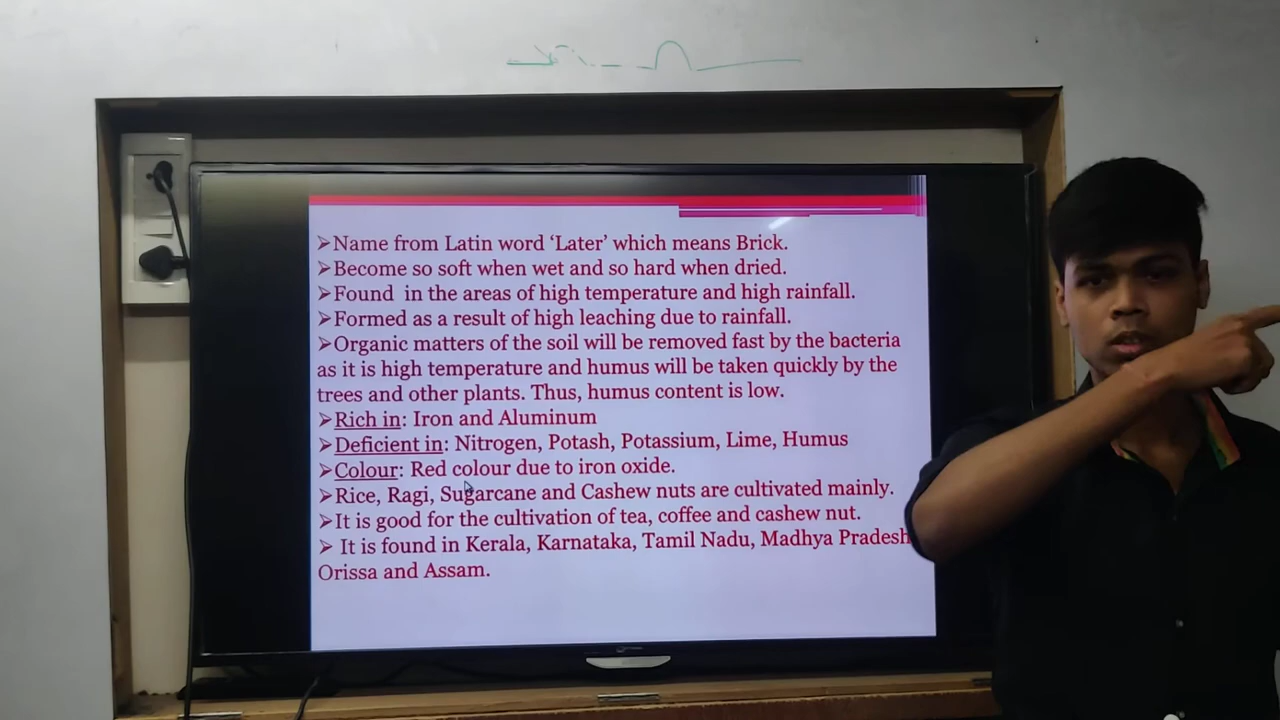 ➢Name from Latin word ‘Later’ which means Brick.
➢Become so soft when wet and so hard when dried.
➢Found in the areas of high temperature and high rainfall.
➢Formed as a result of high leaching due to rainfall.
➢Organic matters of the soil will be removed fast by the bacteria
as it is high temperature and humus will be taken quickly by the
trees and other plants. Thus, humus content is low.
➢Rich in: Iron and Aluminum
➢Deficient in: Nitrogen, Potash, Potassium, Lime, Humus
➢Colour: Red colour due to iron oxide.
➢Rice, Ragi, Sugarcane and Cashew nuts are cultivated mainly.
➢It is good for the cultivation of tea, coffee and cashew nut.
➢ It is found in Kerala, Karnataka, Tamil Nadu, Madhya Pradesh
Orissa and Assam.